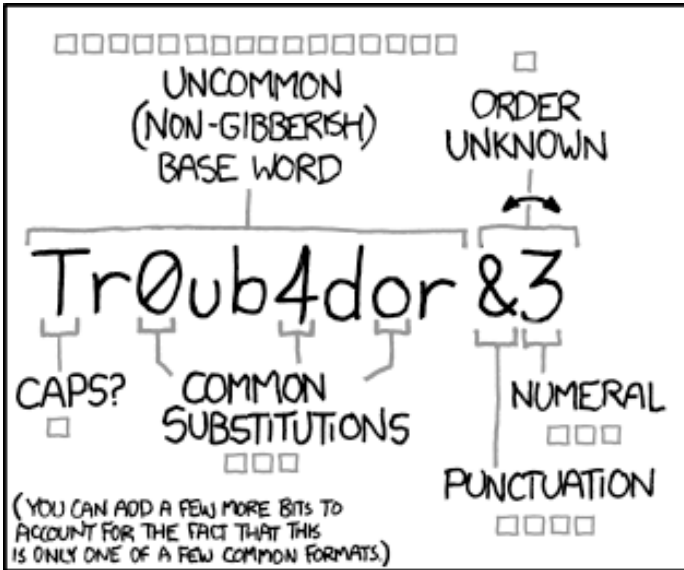 UNCOMMON
(NON-GIBBERISH)
BASE WORD
ORDER
UNKNOWN
Tr0ub4dor &3
CAPS?
COMMON
SUBSTITUTIONS
NUMERAL
PUNCTUATION
(YOU CAN ADD A FEW MORE BITS TO
ACCOUNT FOR THE FACT THAT THIS
IS ONLY ONE OF A FEW COMMON FORMATS.)